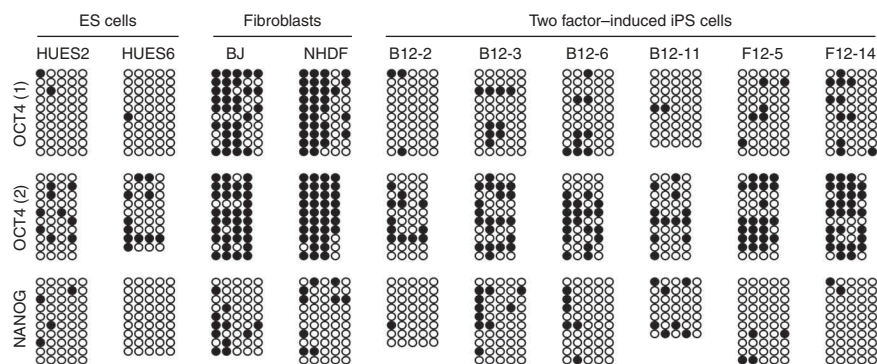 ES cells Fibroblasts Two factor–induced iPS cells
HUES2 HUES6 BJ NHDF B12-2 B12-3 B12-6 B12-11 F12-5 F12-14
OCT4 (1)
OCT4 (2)
NANOG